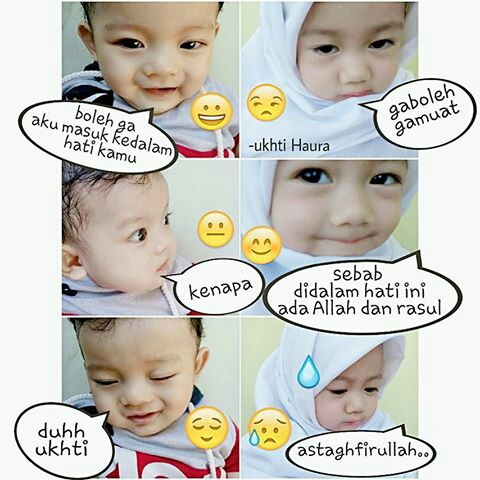 boleh ga
aku masuk kedalam
hati kamu
gaboleh
gamuat
-ukhti Haura
kenapa
sebab
didalam hati ini
ada Allah dan rasul
duhh
ukhti
astaghfirullah..